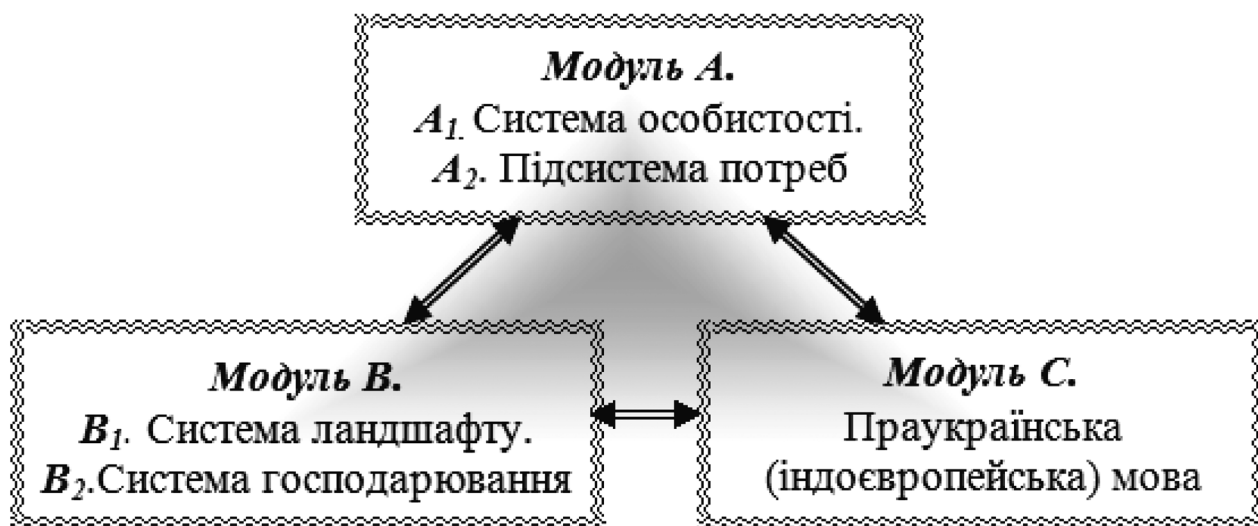 Модуль А.
А1. Система особистості.
А2. Підсистема потреб
Модуль В.
В1. Система ландшафту.
В2.Система господарювання
Модуль С.
Праукраїнська
(індоєвропейська) мова